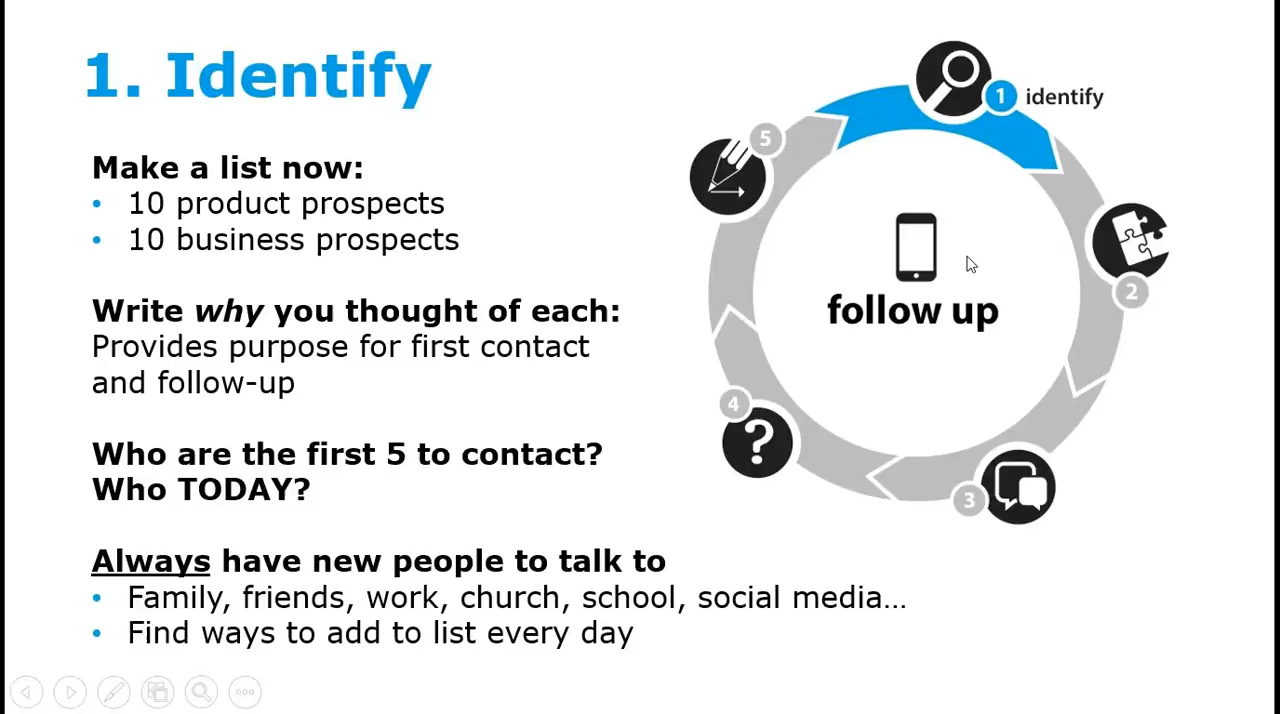 1. Identify
Make a list now:
• 10 product prospects
• 10 business prospects
Write why you thought of each:
Provides purpose for first contact
and follow-up
Who are the first 5 to contact?
Who TODAY?
Always have new people to talk to
• Family, friends, work, church, school, social media…
• Find ways to add to list every day
1 identify
2
3
4
5
follow up